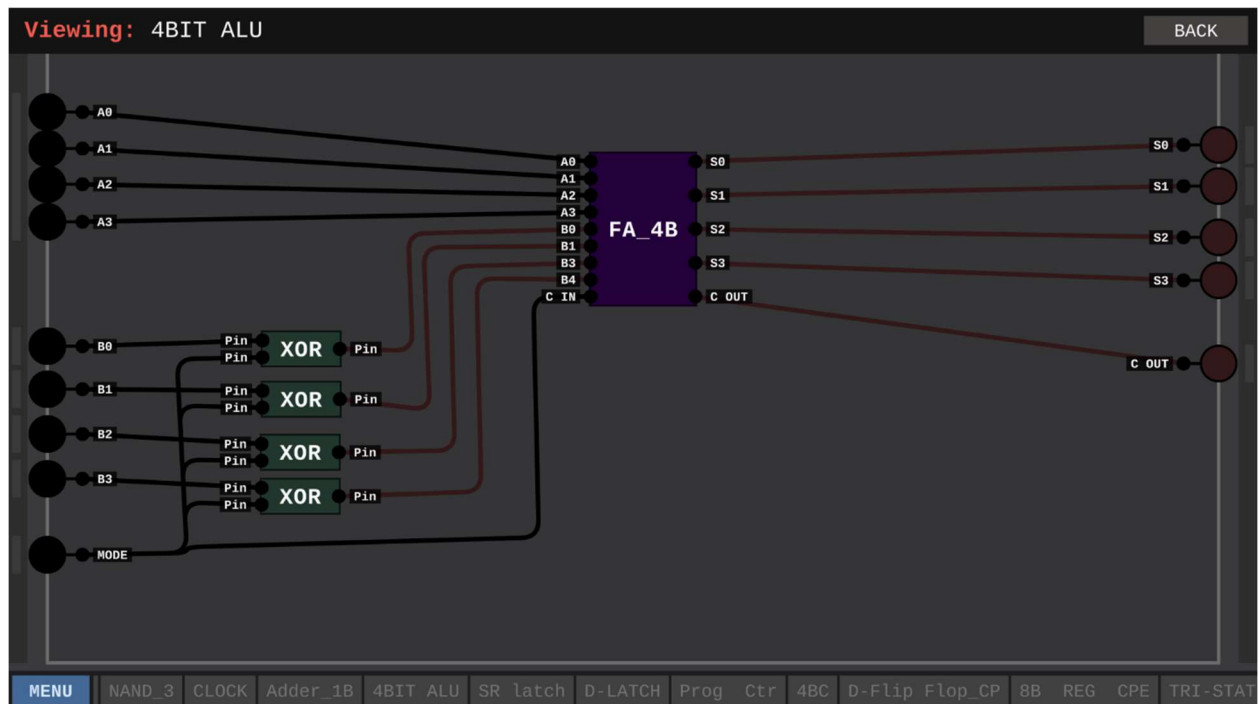 Viewing: 4BIT ALU
BACK
A0
A1
A2
A3
A0
A1
A2
A3
B0
B1
B3
B4
C IN
FA_4B
S0
S1
S2
S3
C OUT
S0
S1
S2
S3
C OUT
B0
B1
B2
B3
MODE
Pin
Pin
XOR
Pin
Pin
Pin
XOR
Pin
Pin
Pin
XOR
Pin
Pin
Pin
XOR
Pin
MENU NAND_3 CLOCK Adder_1B 4BIT ALU SR latch D-LATCH Prog Ctr 4BC D-Flip Flop_CP 8B REG CPE TRI-STAT